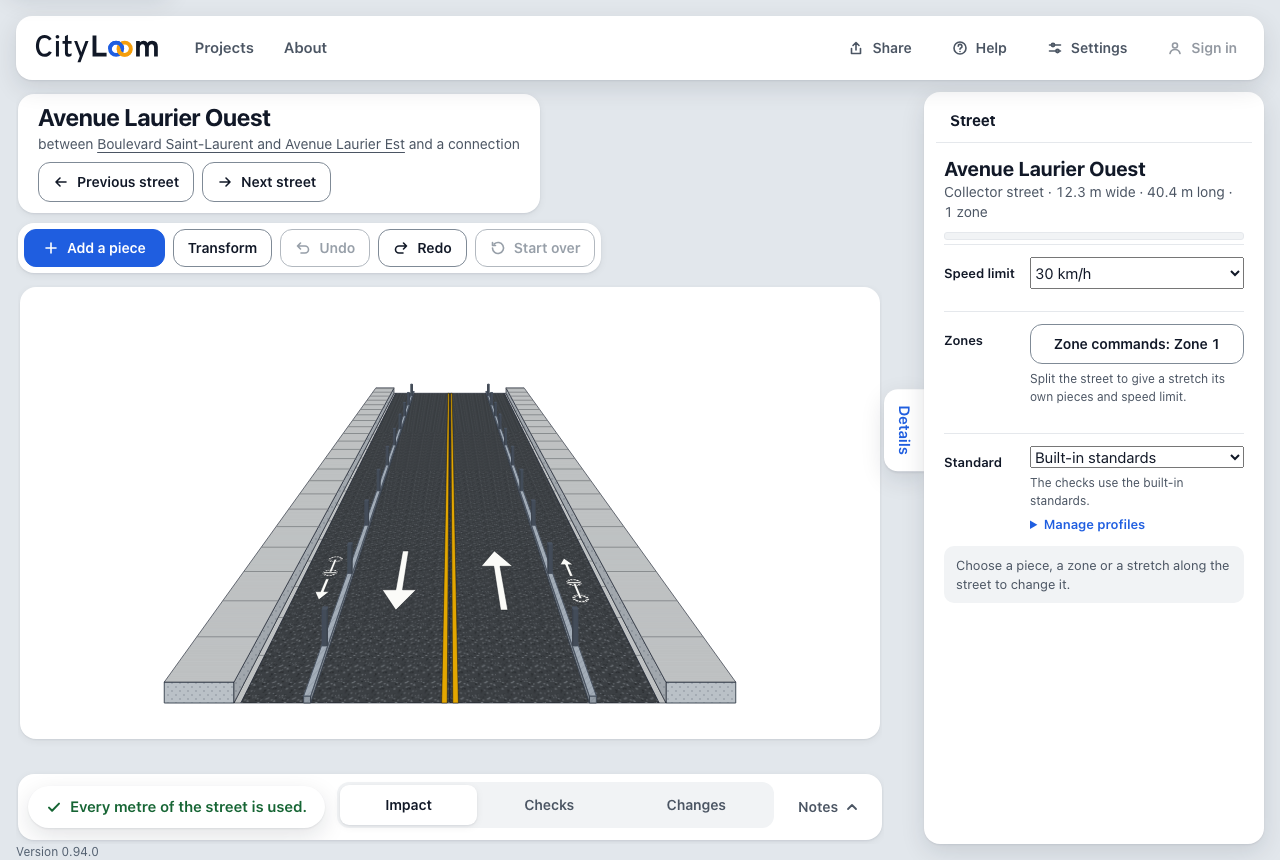 CityLoom
Projects
About
Share
Help
Settings
Sign in
Avenue Laurier Ouest
between Boulevard Saint-Laurent and Avenue Laurier Est and a connection
Previous street
Next street
Add a piece
Transform
Undo
Redo
Start over
Details
Every metre of the street is used.
Impact
Checks
Changes
Notes
Version 0.94.0
Street
Avenue Laurier Ouest
Collector street · 12.3 m wide · 40.4 m long ·
1 zone
Speed limit
30 km/h
Zones
Zone commands: Zone 1
Split the street to give a stretch its
own pieces and speed limit.
Standard
Built-in standards
The checks use the built-in
standards.
Manage profiles
Choose a piece, a zone or a stretch along the
street to change it.